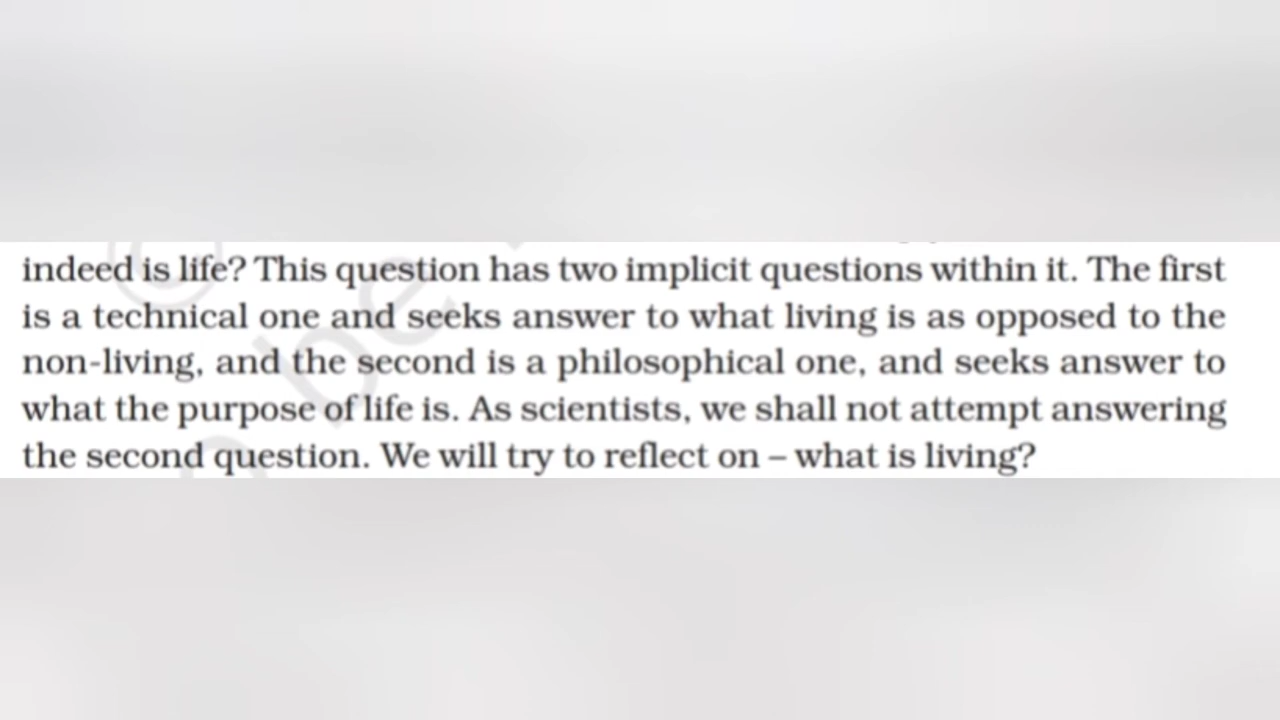 indeed is life? This question has two implicit questions within it. The first
is a technical one and seeks answer to what living is as opposed to the
non-living, and the second is a philosophical one, and seeks answer to
what the purpose of life is. As scientists, we shall not attempt answering
the second question. We will try to reflect on – what is living?